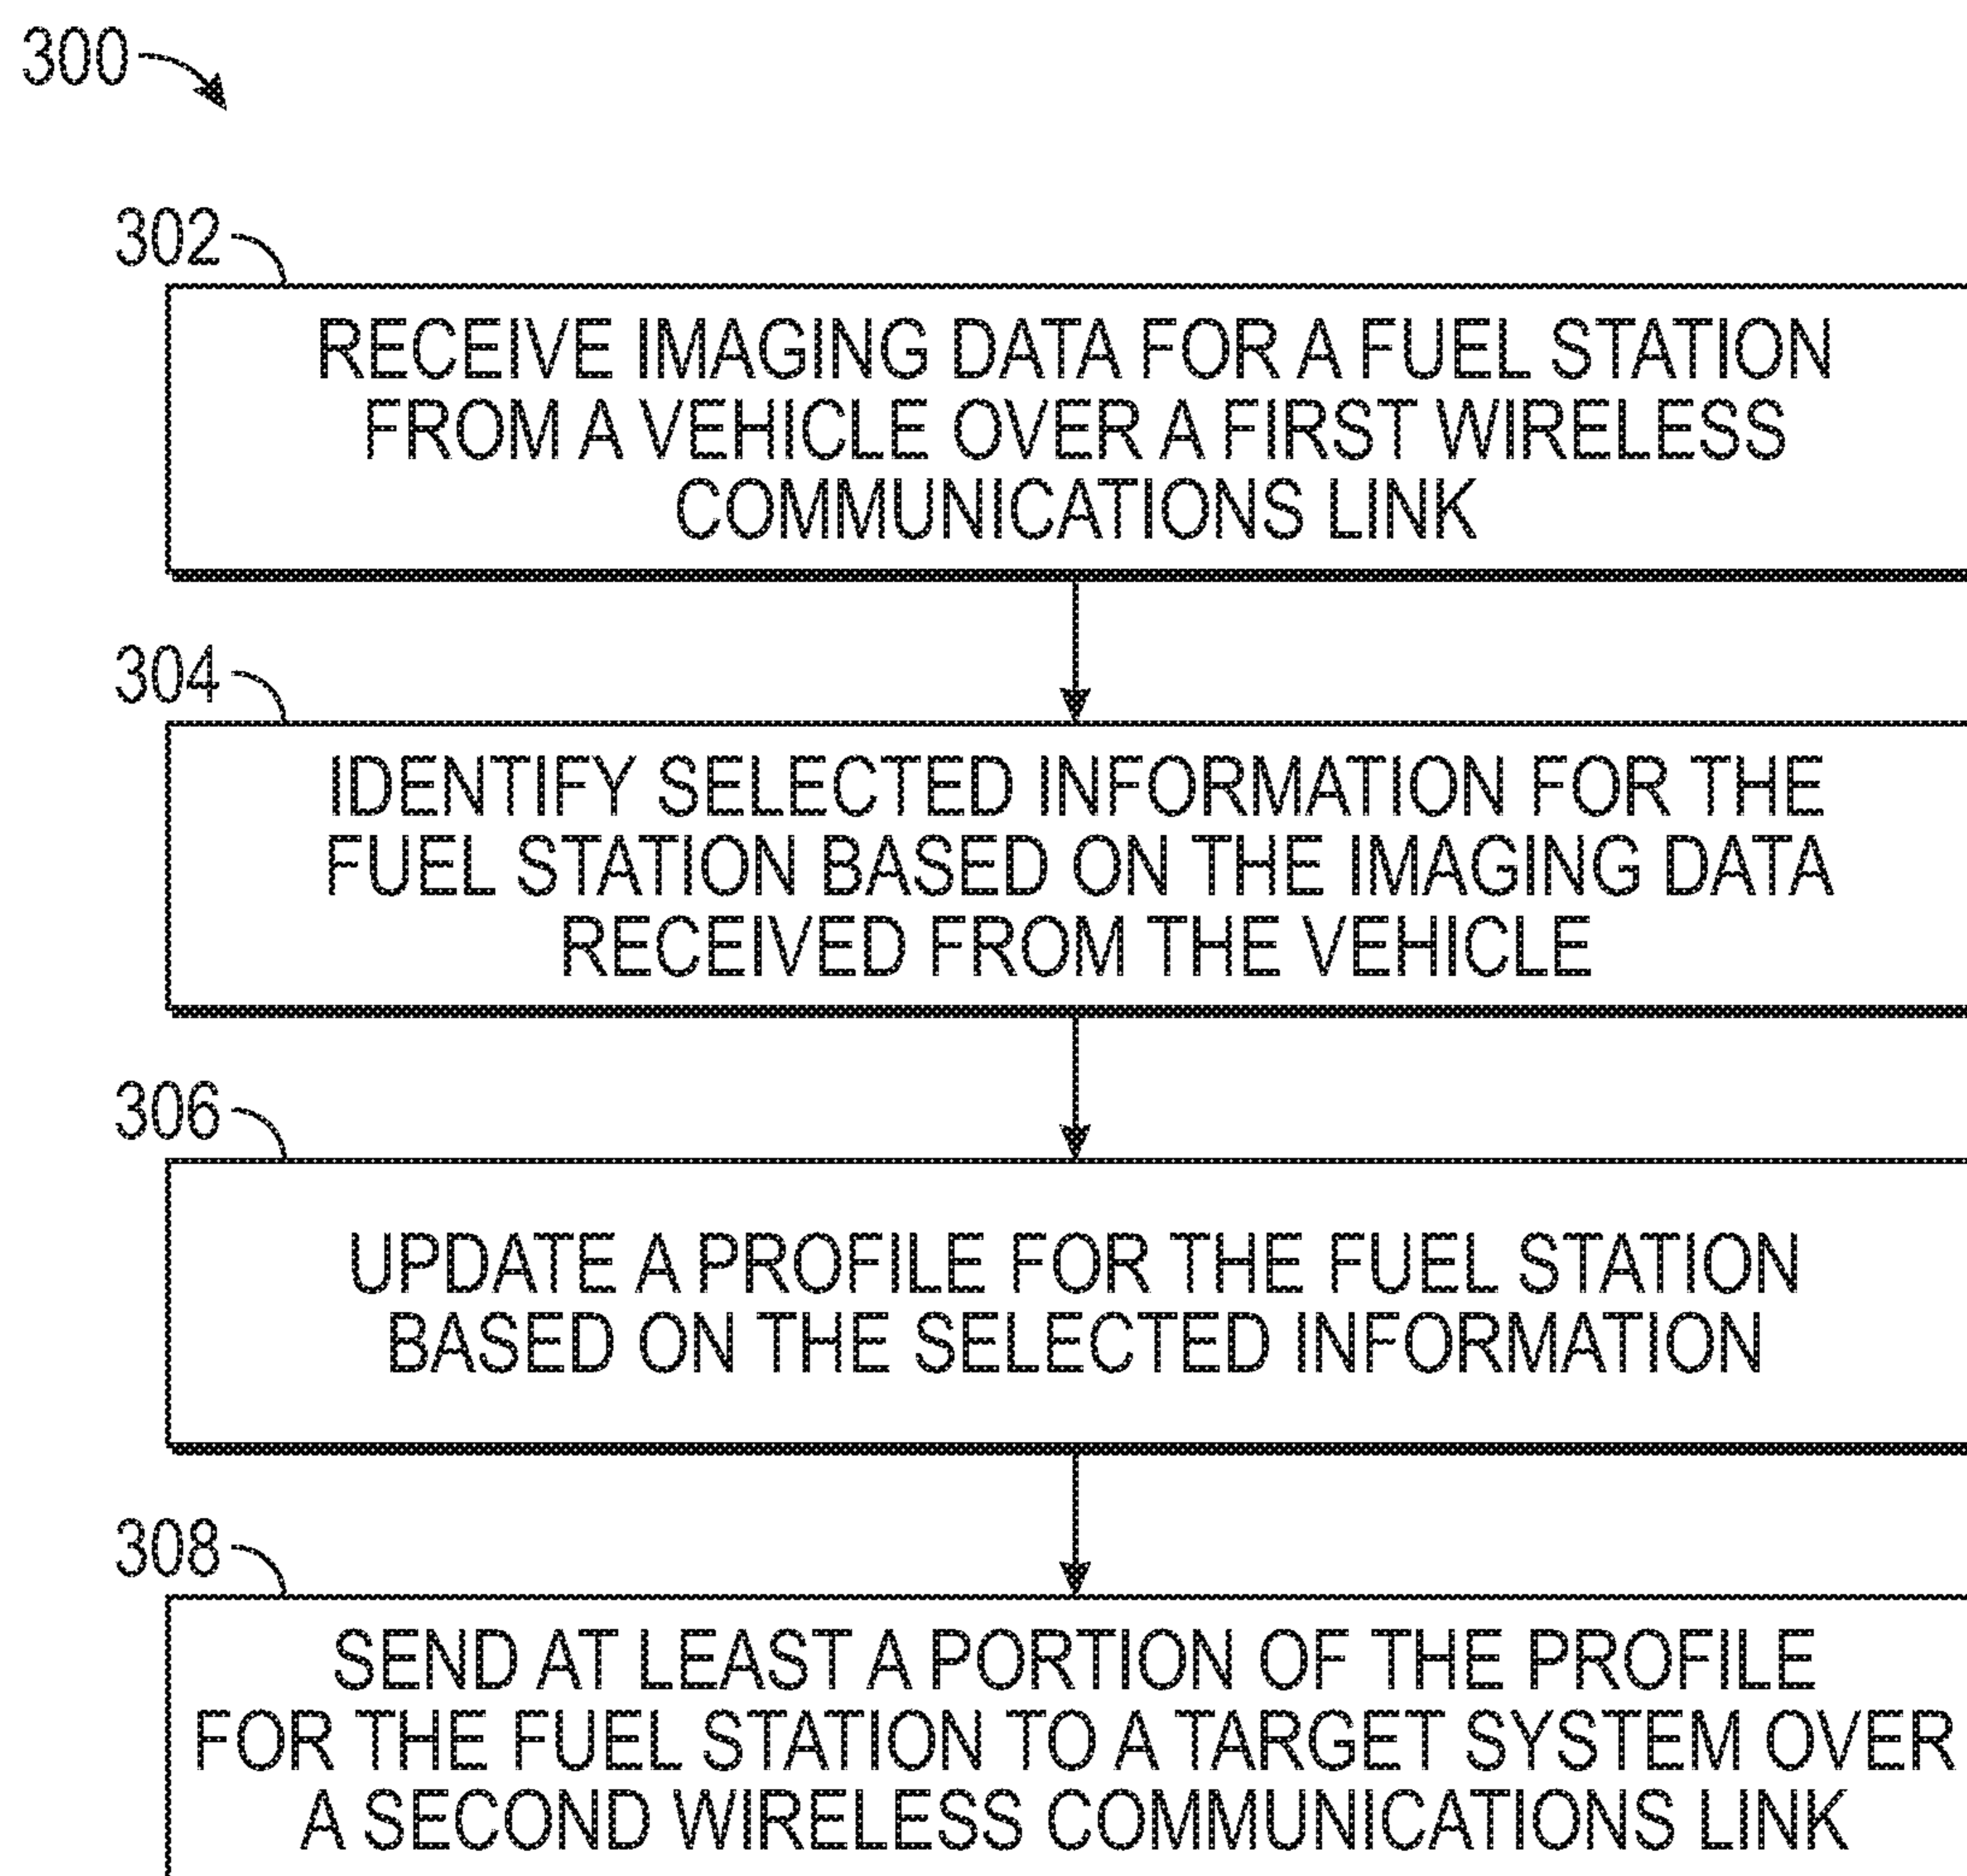 300
302
RECEIVE IMAGING DATA FOR A FUEL STATION
FROM A VEHICLE OVER A FIRST WIRELESS
COMMUNICATIONS LINK
304
IDENTIFY SELECTED INFORMATION FOR THE
FUEL STATION BASED ON THE IMAGING DATA
RECEIVED FROM THE VEHICLE
306
UPDATE A PROFILE FOR THE FUEL STATION
BASED ON THE SELECTED INFORMATION
308
SEND AT LEAST A PORTION OF THE PROFILE
FOR THE FUEL STATION TO A TARGET SYSTEM OVER
A SECOND WIRELESS COMMUNICATIONS LINK